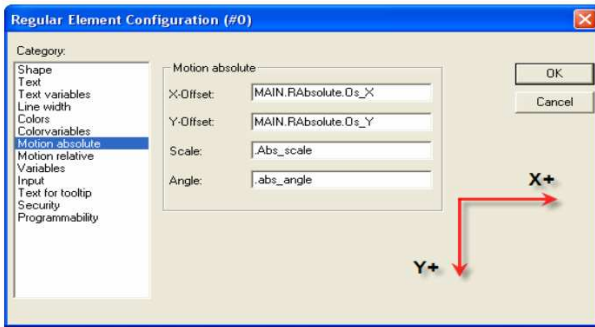 Regular Element Configuration (#0)
Category:
Shape
Text
Text variables
Line width
Colors
Colorvariables
Motion absolute
Motion relative
Variables
Input
Text for tooltip
Security
Programmability
Motion absolute
X-Offset: MAIN.RAbsolute.Os_X
Y-Offset: MAIN.RAbsolute.Os_Y
Scale: .Abs_scale
Angle: .abs_angle
OK
Cancel
X+
Y+